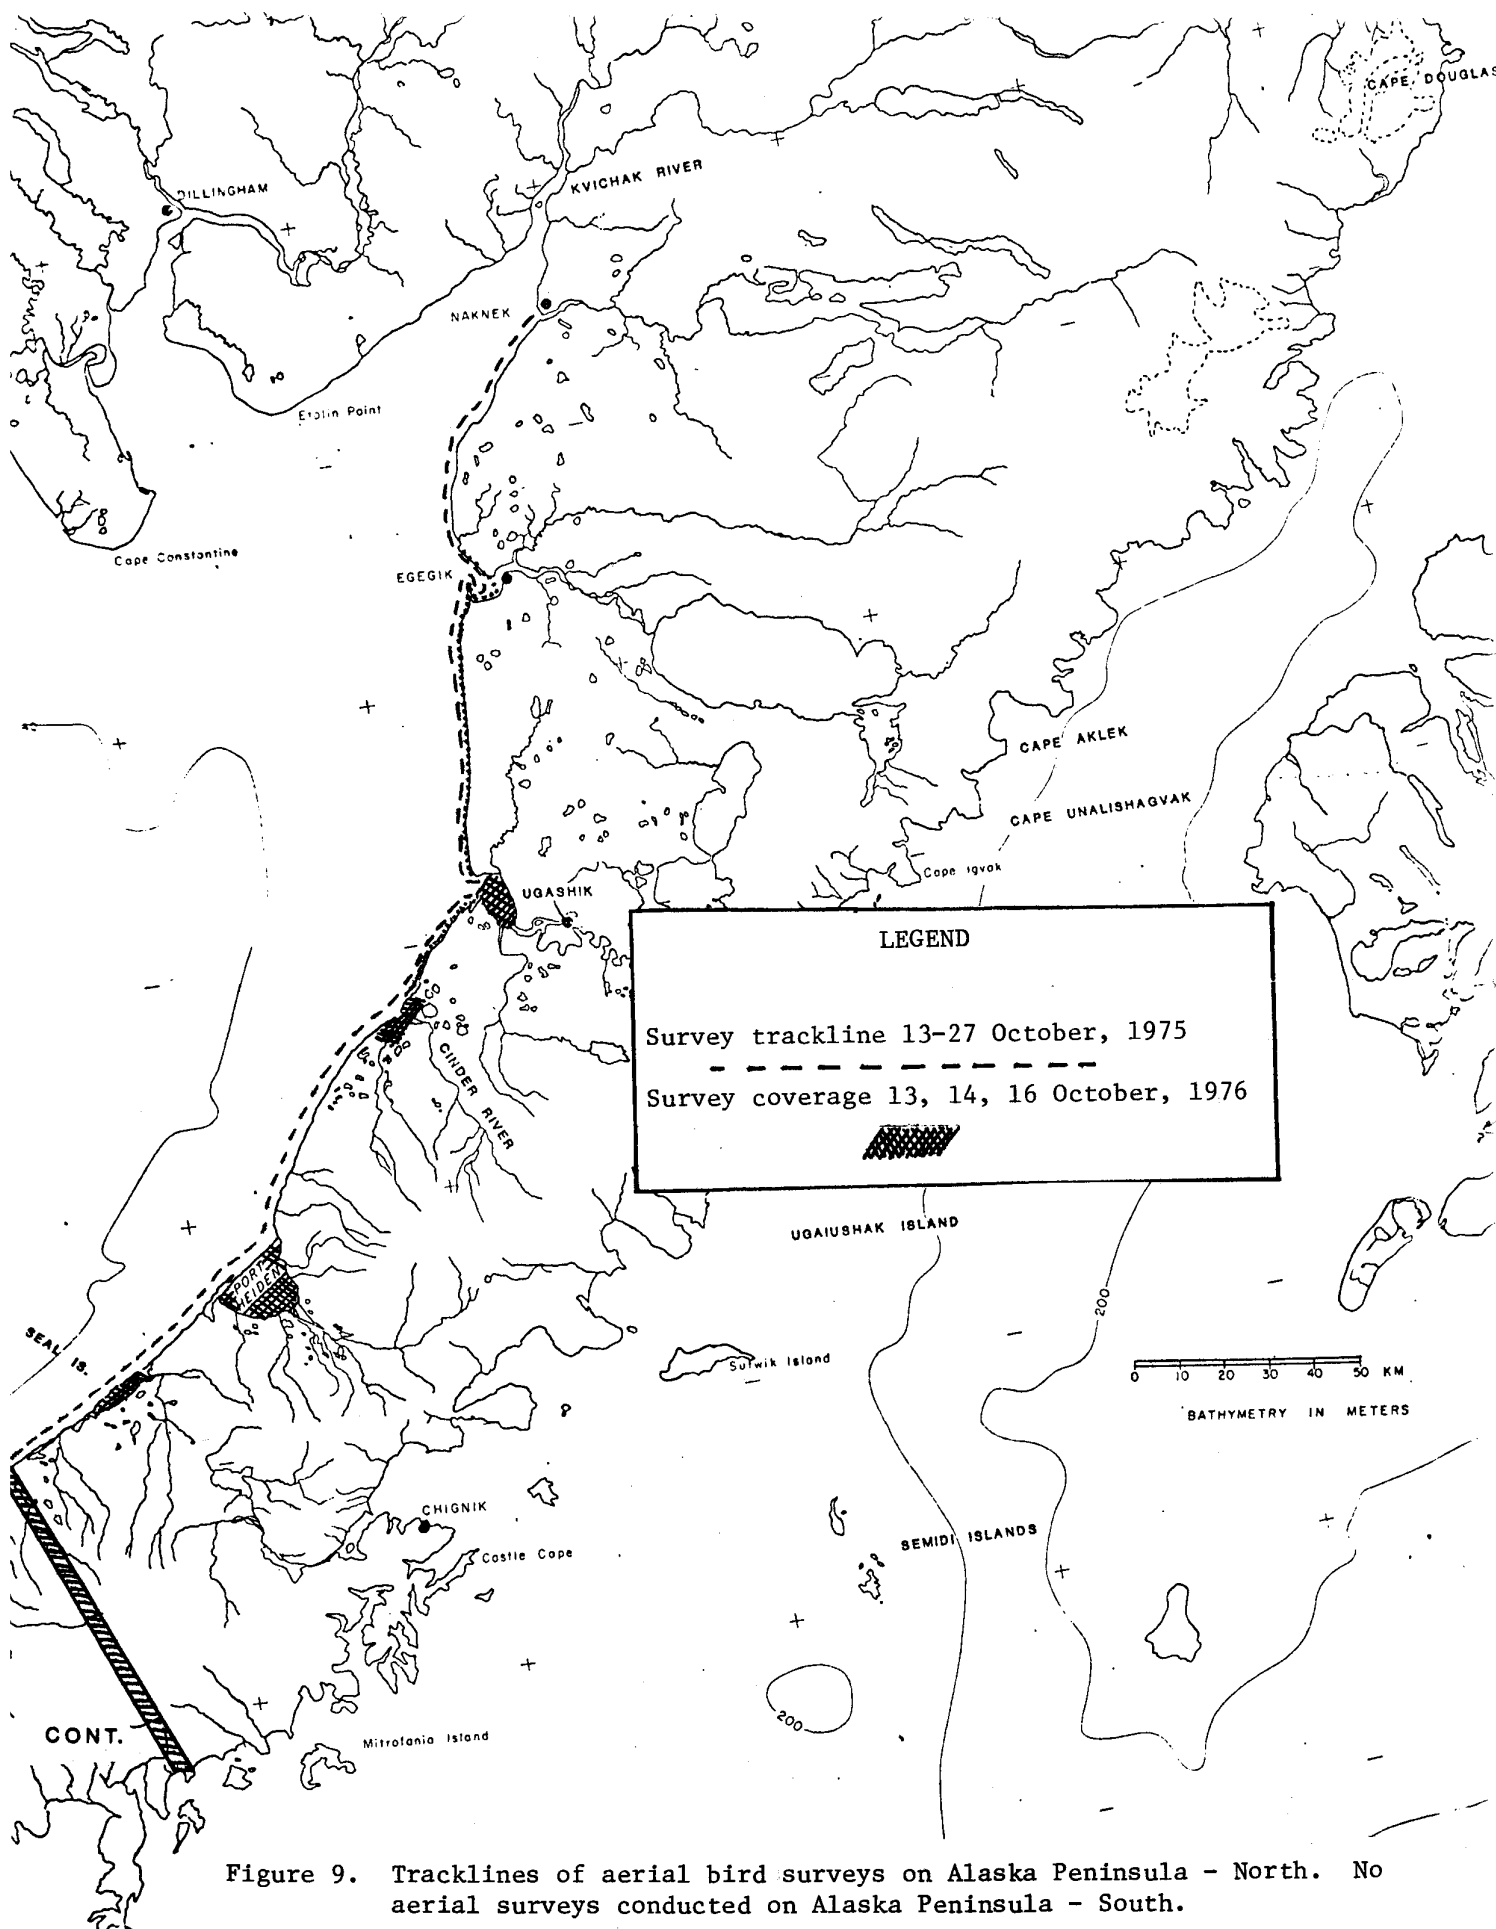 CAPE DOUGLAS
KVICHAK RIVER
DILLINGHAM
NAKNEK
Etolin Point
Cape Constantine
EGEGIK
CAPE AKLEK
CAPE UNALISHAGVAK
Cape Igvak
UGASHIK
LEGEND
Survey trackline 13-27 October, 1975
Survey coverage 13, 14, 16 October, 1976
CINDER RIVER
UGAIUSHAK ISLAND
PORT
HEIDEN
200
SEAL IS.
Sutwik Island
0 10 20 30 40 50 KM.
BATHYMETRY IN METERS
CHIGNIK
Castle Cape
SEMIDI ISLANDS
200
CONT.
Mitrofania Island
Figure 9. Tracklines of aerial bird surveys on Alaska Peninsula - North. No
aerial surveys conducted on Alaska Peninsula - South.